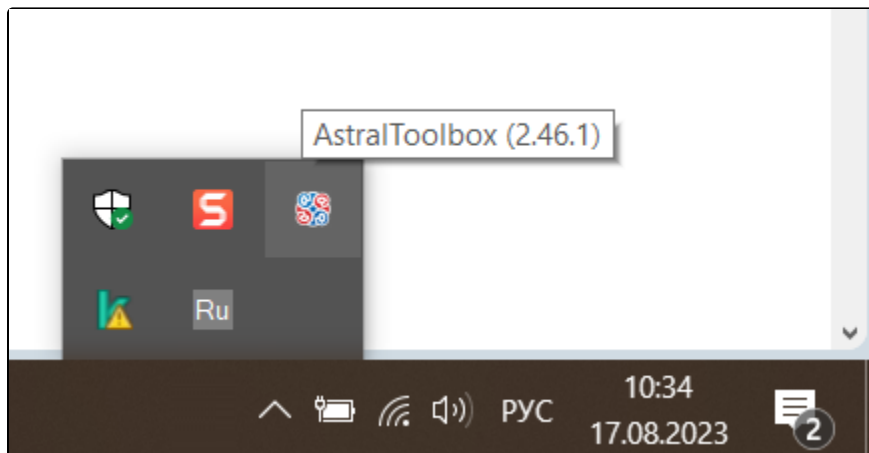 AstralToolbox (2.46.1)
S
Ru
РУС
10:34
17.08.2023
2